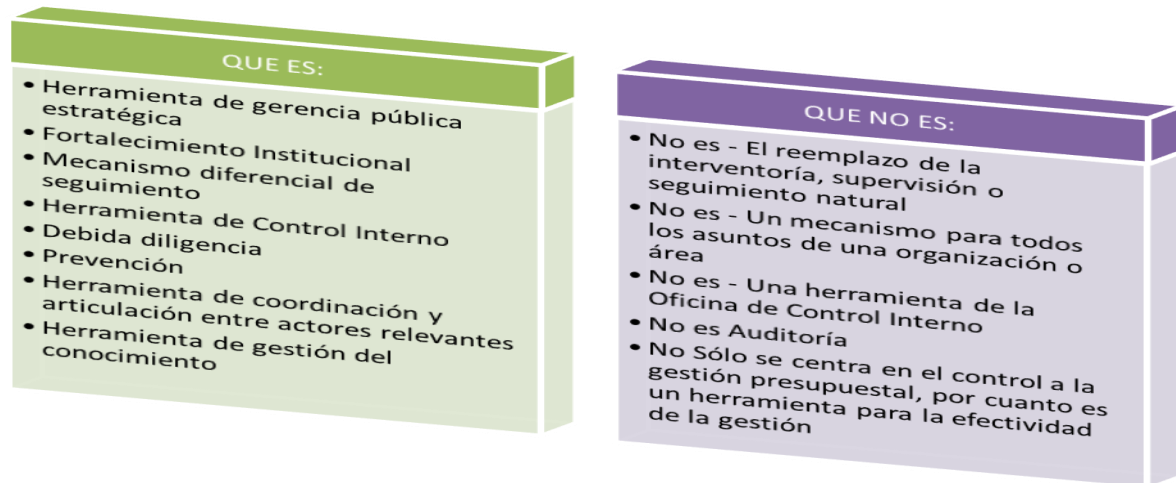 QUE ES:
• Herramienta de gerencia pública
estratégica
• Fortalecimiento Institucional
• Mecanismo diferencial de
seguimiento
• Herramienta de Control Interno
• Debida diligencia
• Prevención
• Herramienta de coordinación y
articulación entre actores relevantes
• Herramienta de gestión del
conocimiento
QUE NO ES:
• No es - El reemplazo de la
interventoría, supervisión o
seguimiento natural
• No es - Un mecanismo para todos
los asuntos de una organización o
área
• No es - Una herramienta de la
Oficina de Control Interno
• No es Auditoría
• No Sólo se centra en el control a la
gestión presupuestal, por cuanto es
un herramienta para la efectividad
de la gestión